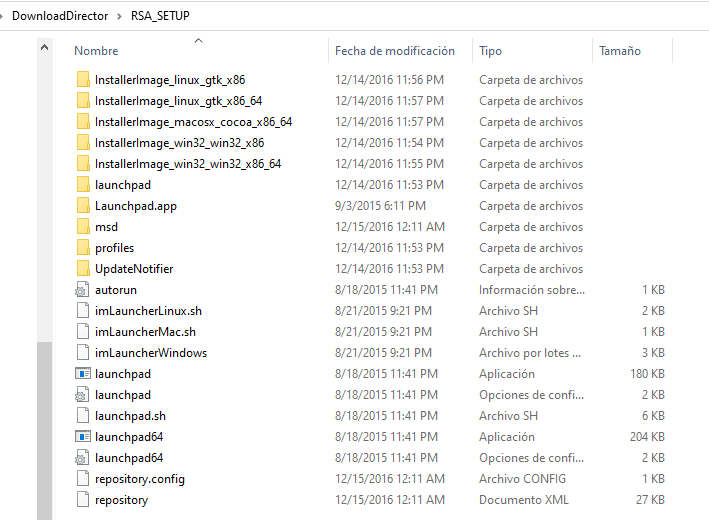 DownloadDirector > RSA_SETUP
Nombre Fecha de modificación Tipo Tamaño
InstallerImage_linux_gtk_x86 12/14/2016 11:56 PM Carpeta de archivos
InstallerImage_linux_gtk_x86_64 12/14/2016 11:57 PM Carpeta de archivos
InstallerImage_macosx_cocoa_x86_64 12/14/2016 11:57 PM Carpeta de archivos
InstallerImage_win32_win32_x86 12/14/2016 11:54 PM Carpeta de archivos
InstallerImage_win32_win32_x86_64 12/14/2016 11:55 PM Carpeta de archivos
launchpad 12/14/2016 11:53 PM Carpeta de archivos
Launchpad.app 9/3/2015 6:11 PM Carpeta de archivos
msd 12/15/2016 12:11 AM Carpeta de archivos
profiles 12/14/2016 11:53 PM Carpeta de archivos
UpdateNotifier 12/14/2016 11:53 PM Carpeta de archivos
autorun 8/18/2015 11:41 PM Información sobre... 1 KB
imLauncherLinux.sh 8/21/2015 9:21 PM Archivo SH 2 KB
imLauncherMac.sh 8/21/2015 9:21 PM Archivo SH 1 KB
imLauncherWindows 8/21/2015 9:21 PM Archivo por lotes ... 3 KB
launchpad 8/18/2015 11:41 PM Aplicación 180 KB
launchpad 8/18/2015 11:41 PM Opciones de confi... 2 KB
launchpad.sh 8/18/2015 11:41 PM Archivo SH 6 KB
launchpad64 8/18/2015 11:41 PM Aplicación 204 KB
launchpad64 8/18/2015 11:41 PM Opciones de confi... 2 KB
repository.config 12/15/2016 12:11 AM Archivo CONFIG 1 KB
repository 12/15/2016 12:11 AM Documento XML 27 KB